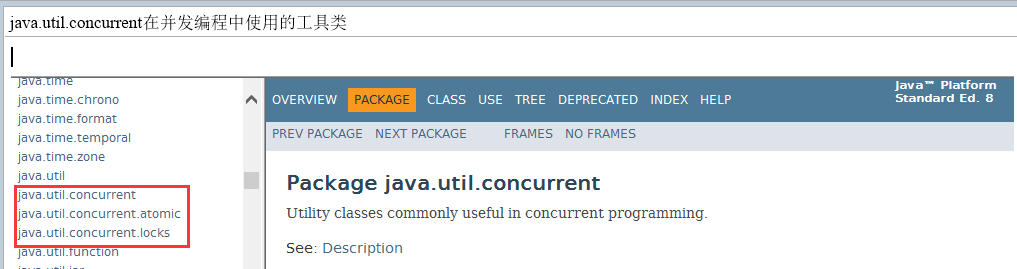 java.util.concurrent在并发编程中使用的工具类
java.time
java.time.chrono
java.time.format
java.time.temporal
java.time.zone
java.util
java.util.concurrent
java.util.concurrent.atomic
java.util.concurrent.locks
java.util.function
java.util.jar
OVERVIEW PACKAGE CLASS USE TREE DEPRECATED INDEX HELP
Java™ Platform
Standard Ed. 8
PREV PACKAGE NEXT PACKAGE FRAMES NO FRAMES
Package java.util.concurrent
Utility classes commonly useful in concurrent programming.
See: Description